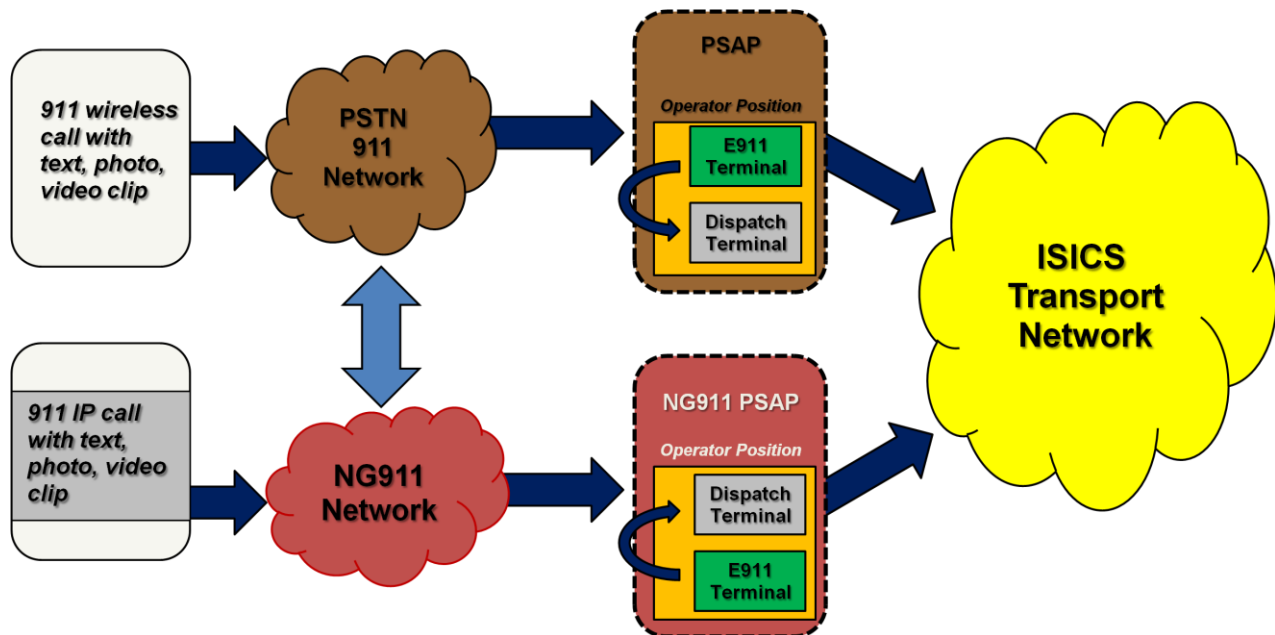 911 wireless
call with
text, photo,
video clip
PSTN
911
Network
PSAP
Operator Position
E911
Terminal
Dispatch
Terminal
ISICS
Transport
Network
911 IP call
with text,
photo, video
clip
NG911
Network
NG911 PSAP
Operator Position
Dispatch
Terminal
E911
Terminal